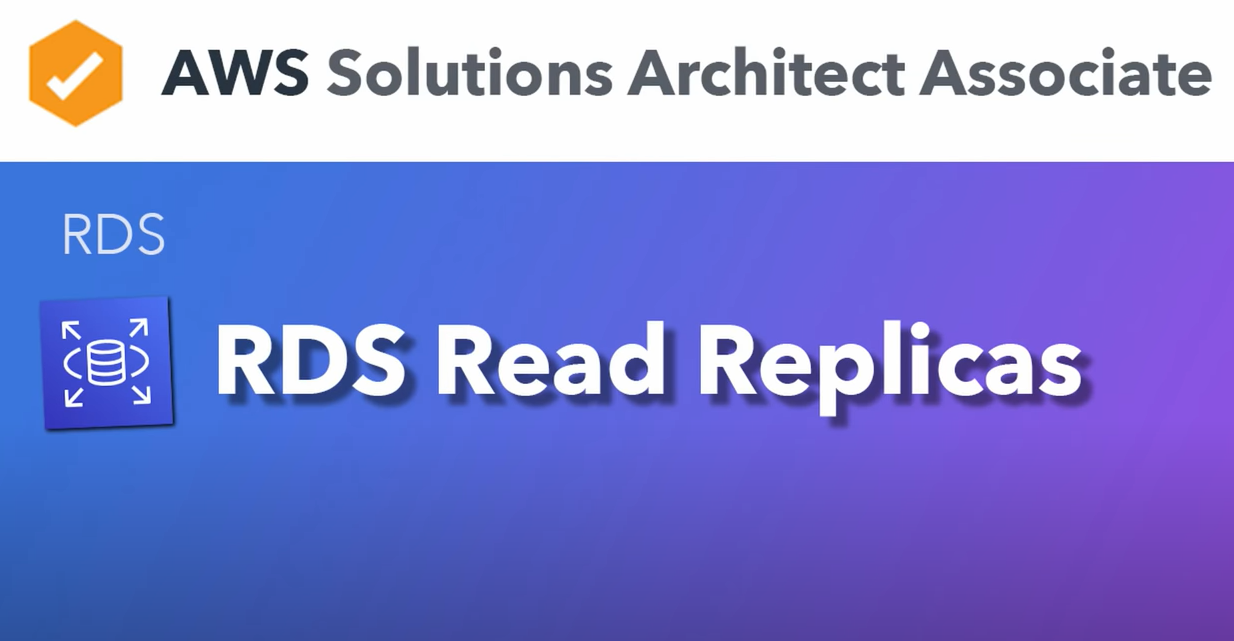 AWS Solutions Architect Associate
RDS
RDS Read Replicas